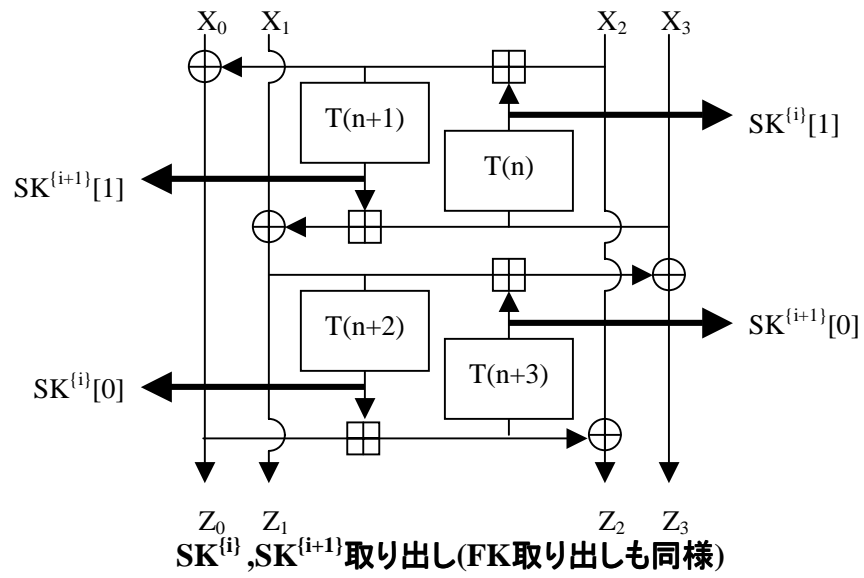 X₀ X₁ X₂ X₃
T(n+1)
SK^{i}[1]
T(n)
SK^{i+1}[1]
T(n+2)
SK^{i+1}[0]
T(n+3)
SK^{i}[0]
Z₀ Z₁ Z₂ Z₃
SK^{i},SK^{i+1}取り出し(FK取り出しも同様)